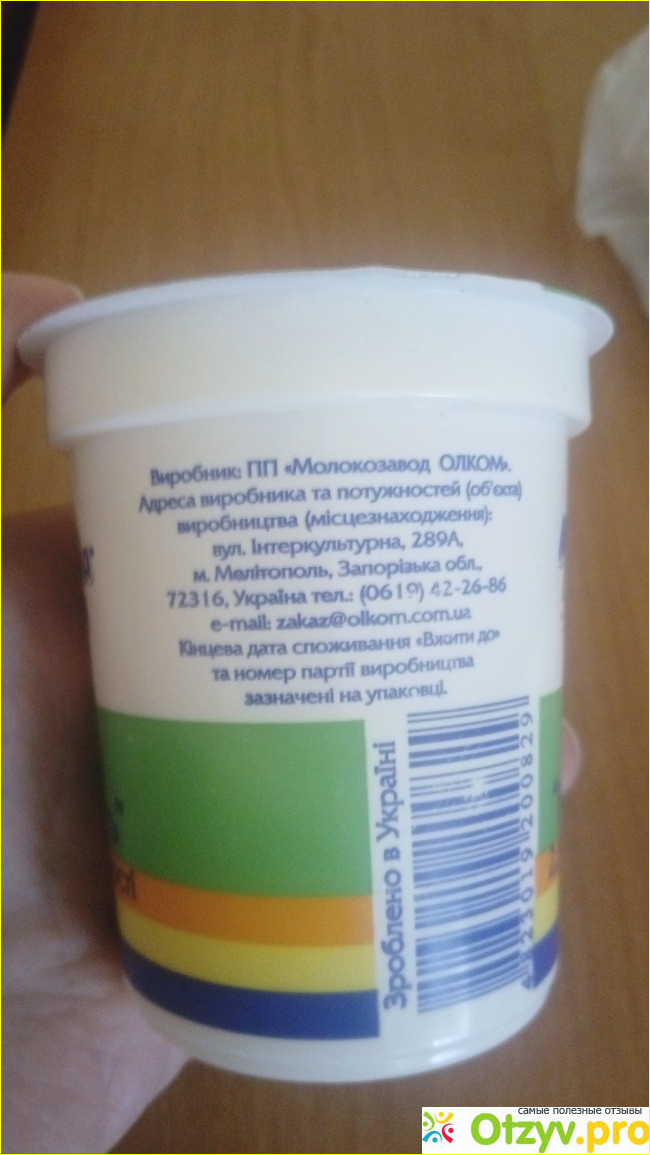 Виробник: ПП «Молокозавод ОЛКОМ».
Адреса виробника та потужностей (об'єкта)
виробництва (місцезнаходження):
вул. Інтеркультурна, 289А,
м. Мелітополь, Запорізька обл.,
72316, Україна тел.: (0619) 42-26-86
e-mail: zakaz@olkom.com.ua
Кінцева дата споживання «Вжити до»
та номер партії виробництва
зазначені на упаковці.
Зроблено в Україні
4823019200829
самые полезные отзывы
Otzyv.pro